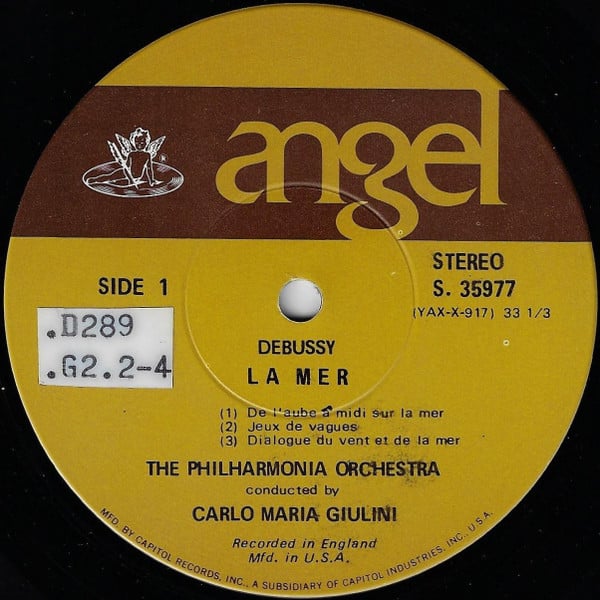 angel
SIDE 1
STEREO
S. 35977
(YAX-X-917) 33 1/3
.D289
.G2.2-4
DEBUSSY
LA MER
(1) De l'aube à midi sur la mer
(2) Jeux de vagues
(3) Dialogue du vent et de la mer
THE PHILHARMONIA ORCHESTRA
conducted by
CARLO MARIA GIULINI
Recorded in England
Mfd. in U.S.A.
MFD. BY CAPITOL RECORDS, INC., A SUBSIDIARY OF CAPITOL INDUSTRIES, INC. U.S.A.